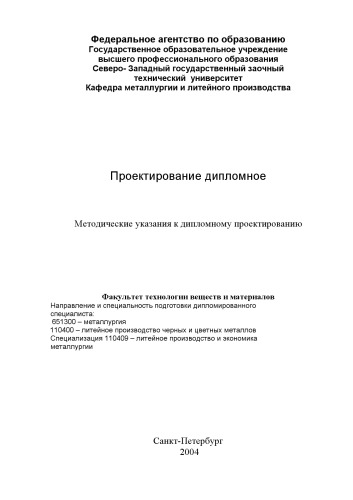 Федеральное агентство по образованию
Государственное образовательное учреждение
высшего профессионального образования
Северо- Западный государственный заочный
технический университет
Кафедра металлургии и литейного производства
Проектирование дипломное
Методические указания к дипломному проектированию
Факультет технологии веществ и материалов
Направление и специальность подготовки дипломированного
специалиста:
651300 – металлургия
110400 – литейное производство черных и цветных металлов
Специализация 110409 – литейное производство и экономика
металлургии
Санкт-Петербург
2004